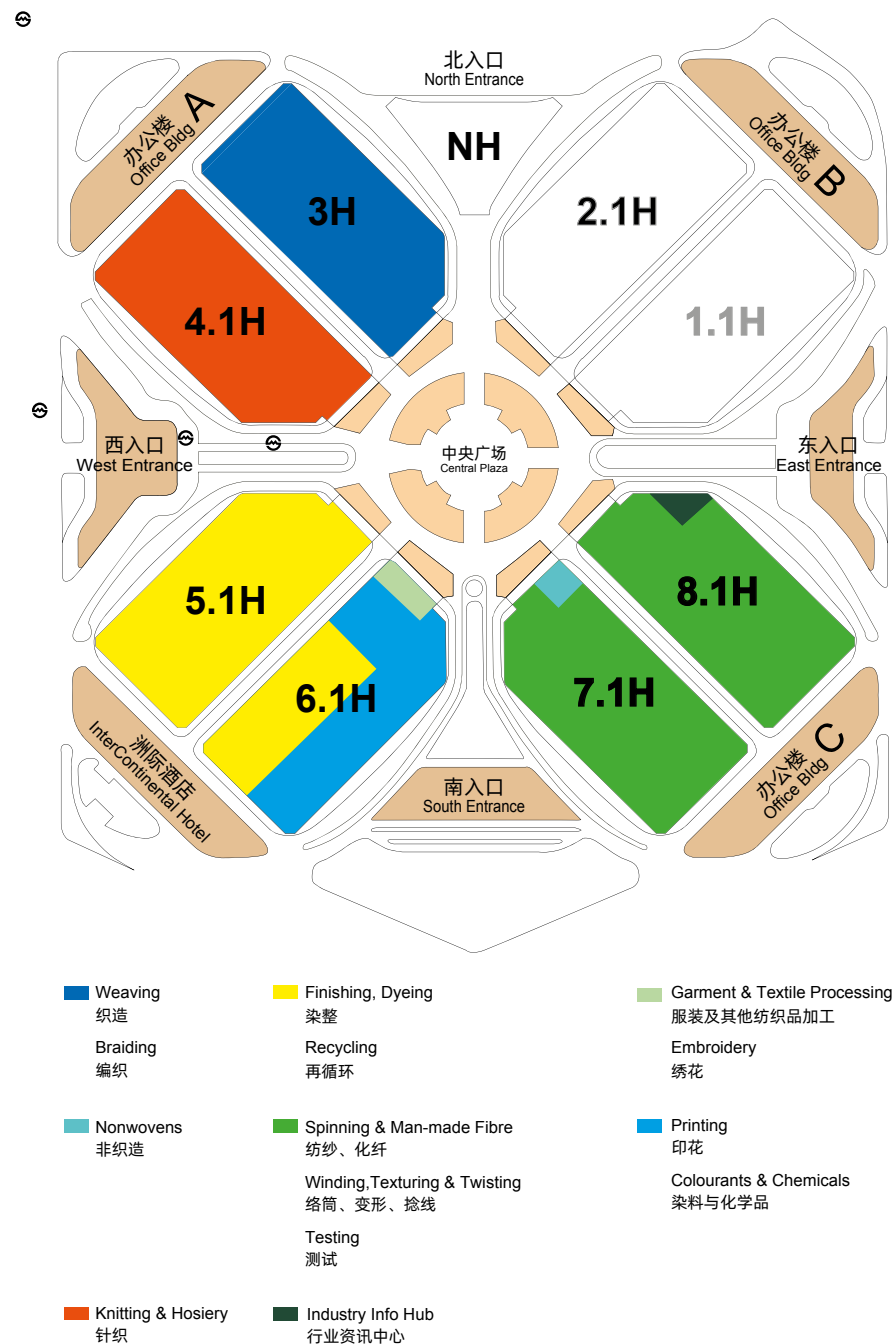 北入口
North Entrance
办公楼
Office Bldg
A
办公楼
Office Bldg
B
NH
3H
2.1H
4.1H
1.1H
西入口
West Entrance
中央广场
Central Plaza
东入口
East Entrance
5.1H
8.1H
6.1H
7.1H
洲际酒店
InterContinental Hotel
南入口
South Entrance
办公楼
Office Bldg
C
Weaving
织造
Braiding
编织
Finishing, Dyeing
染整
Recycling
再循环
Garment & Textile Processing
服装及其他纺织品加工
Embroidery
绣花
Nonwovens
非织造
Spinning & Man-made Fibre
纺纱、化纤
Winding,Texturing & Twisting
络筒、变形、捻线
Testing
测试
Printing
印花
Colourants & Chemicals
染料与化学品
Knitting & Hosiery
针织
Industry Info Hub
行业资讯中心